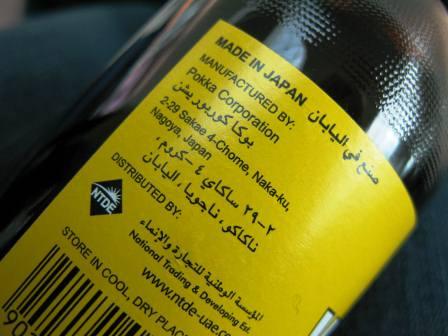 MADE IN JAPAN صنع في اليابان
MANUFACTURED BY:
Pokka Corporation
بوكا كوربوريشن
2-29 Sakae 4-Chome, Naka-ku,
Nagoya, Japan
٢-٢٩ ساكاي ٤ -كروم،
ناكاكو، ناجويا، اليابان
DISTRIBUTED BY:
NTDE
المؤسسة الوطنية للتجارة والإنماء
National Trading & Developing Est.
www.ntde-uae.co
STORE IN COOL, DRY PLACE
90